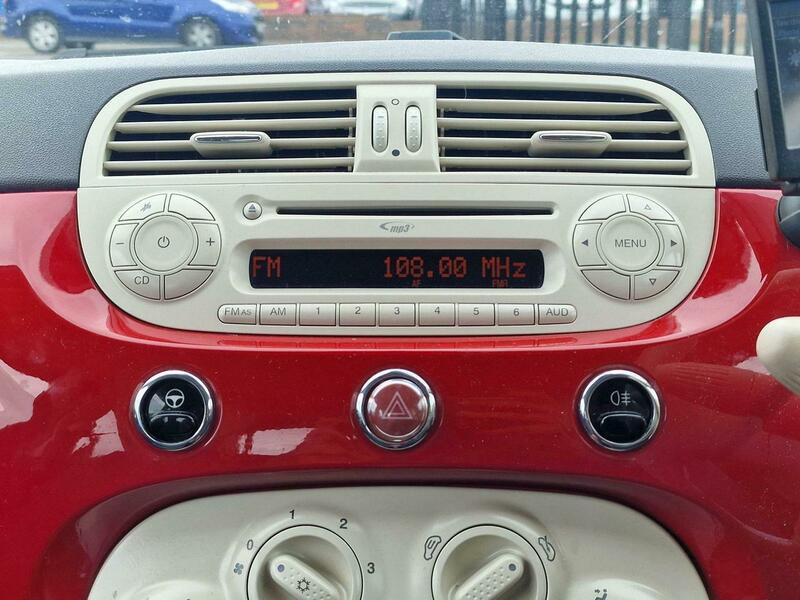 mp3
MENU
CD
FM 108.00 MHz
AF FMA
FM AS AM 1 2 3 4 5 6 AUD
0 1 2 3